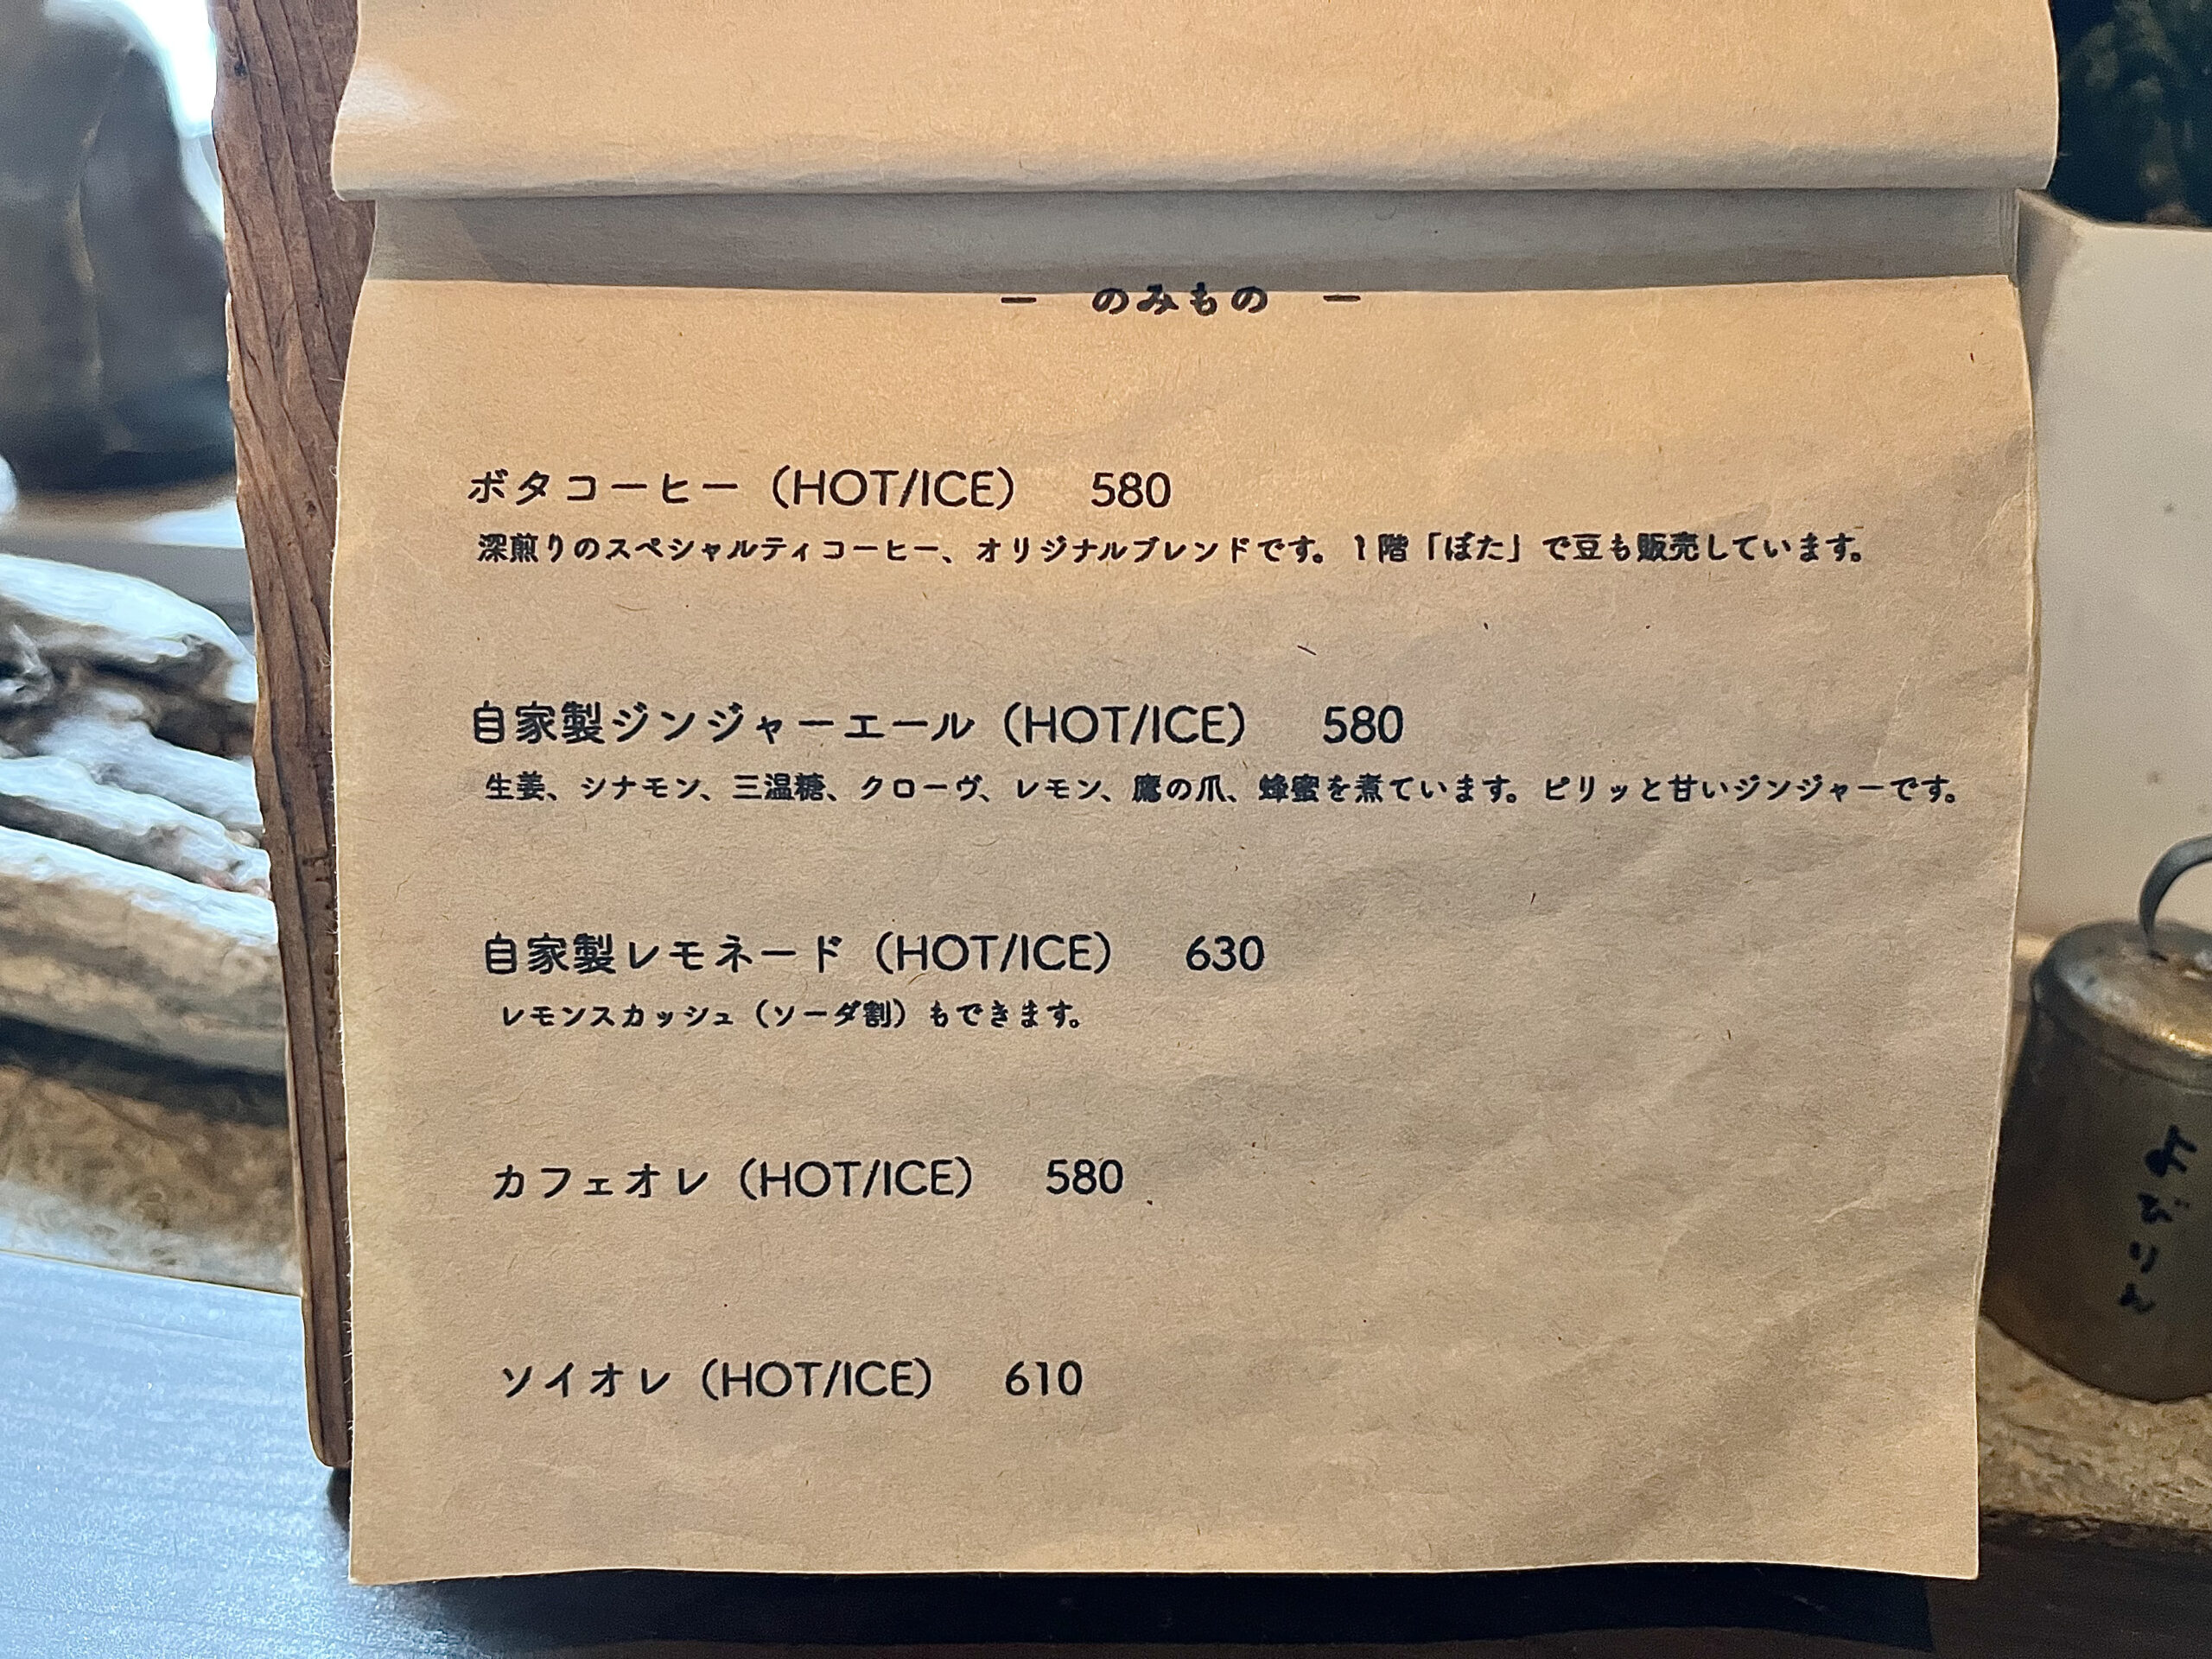 ー のみもの ー
ボタコーヒー（HOT/ICE） 580
深煎りのスペシャルティコーヒー、オリジナルブレンドです。1階「ぼた」で豆も販売しています。
自家製ジンジャーエール（HOT/ICE） 580
生姜、シナモン、三温糖、クローヴ、レモン、鷹の爪、蜂蜜を煮ています。ピリッと甘いジンジャーです。
自家製レモネード（HOT/ICE） 630
レモンスカッシュ（ソーダ割）もできます。
カフェオレ（HOT/ICE） 580
ソイオレ（HOT/ICE） 610
よびりん